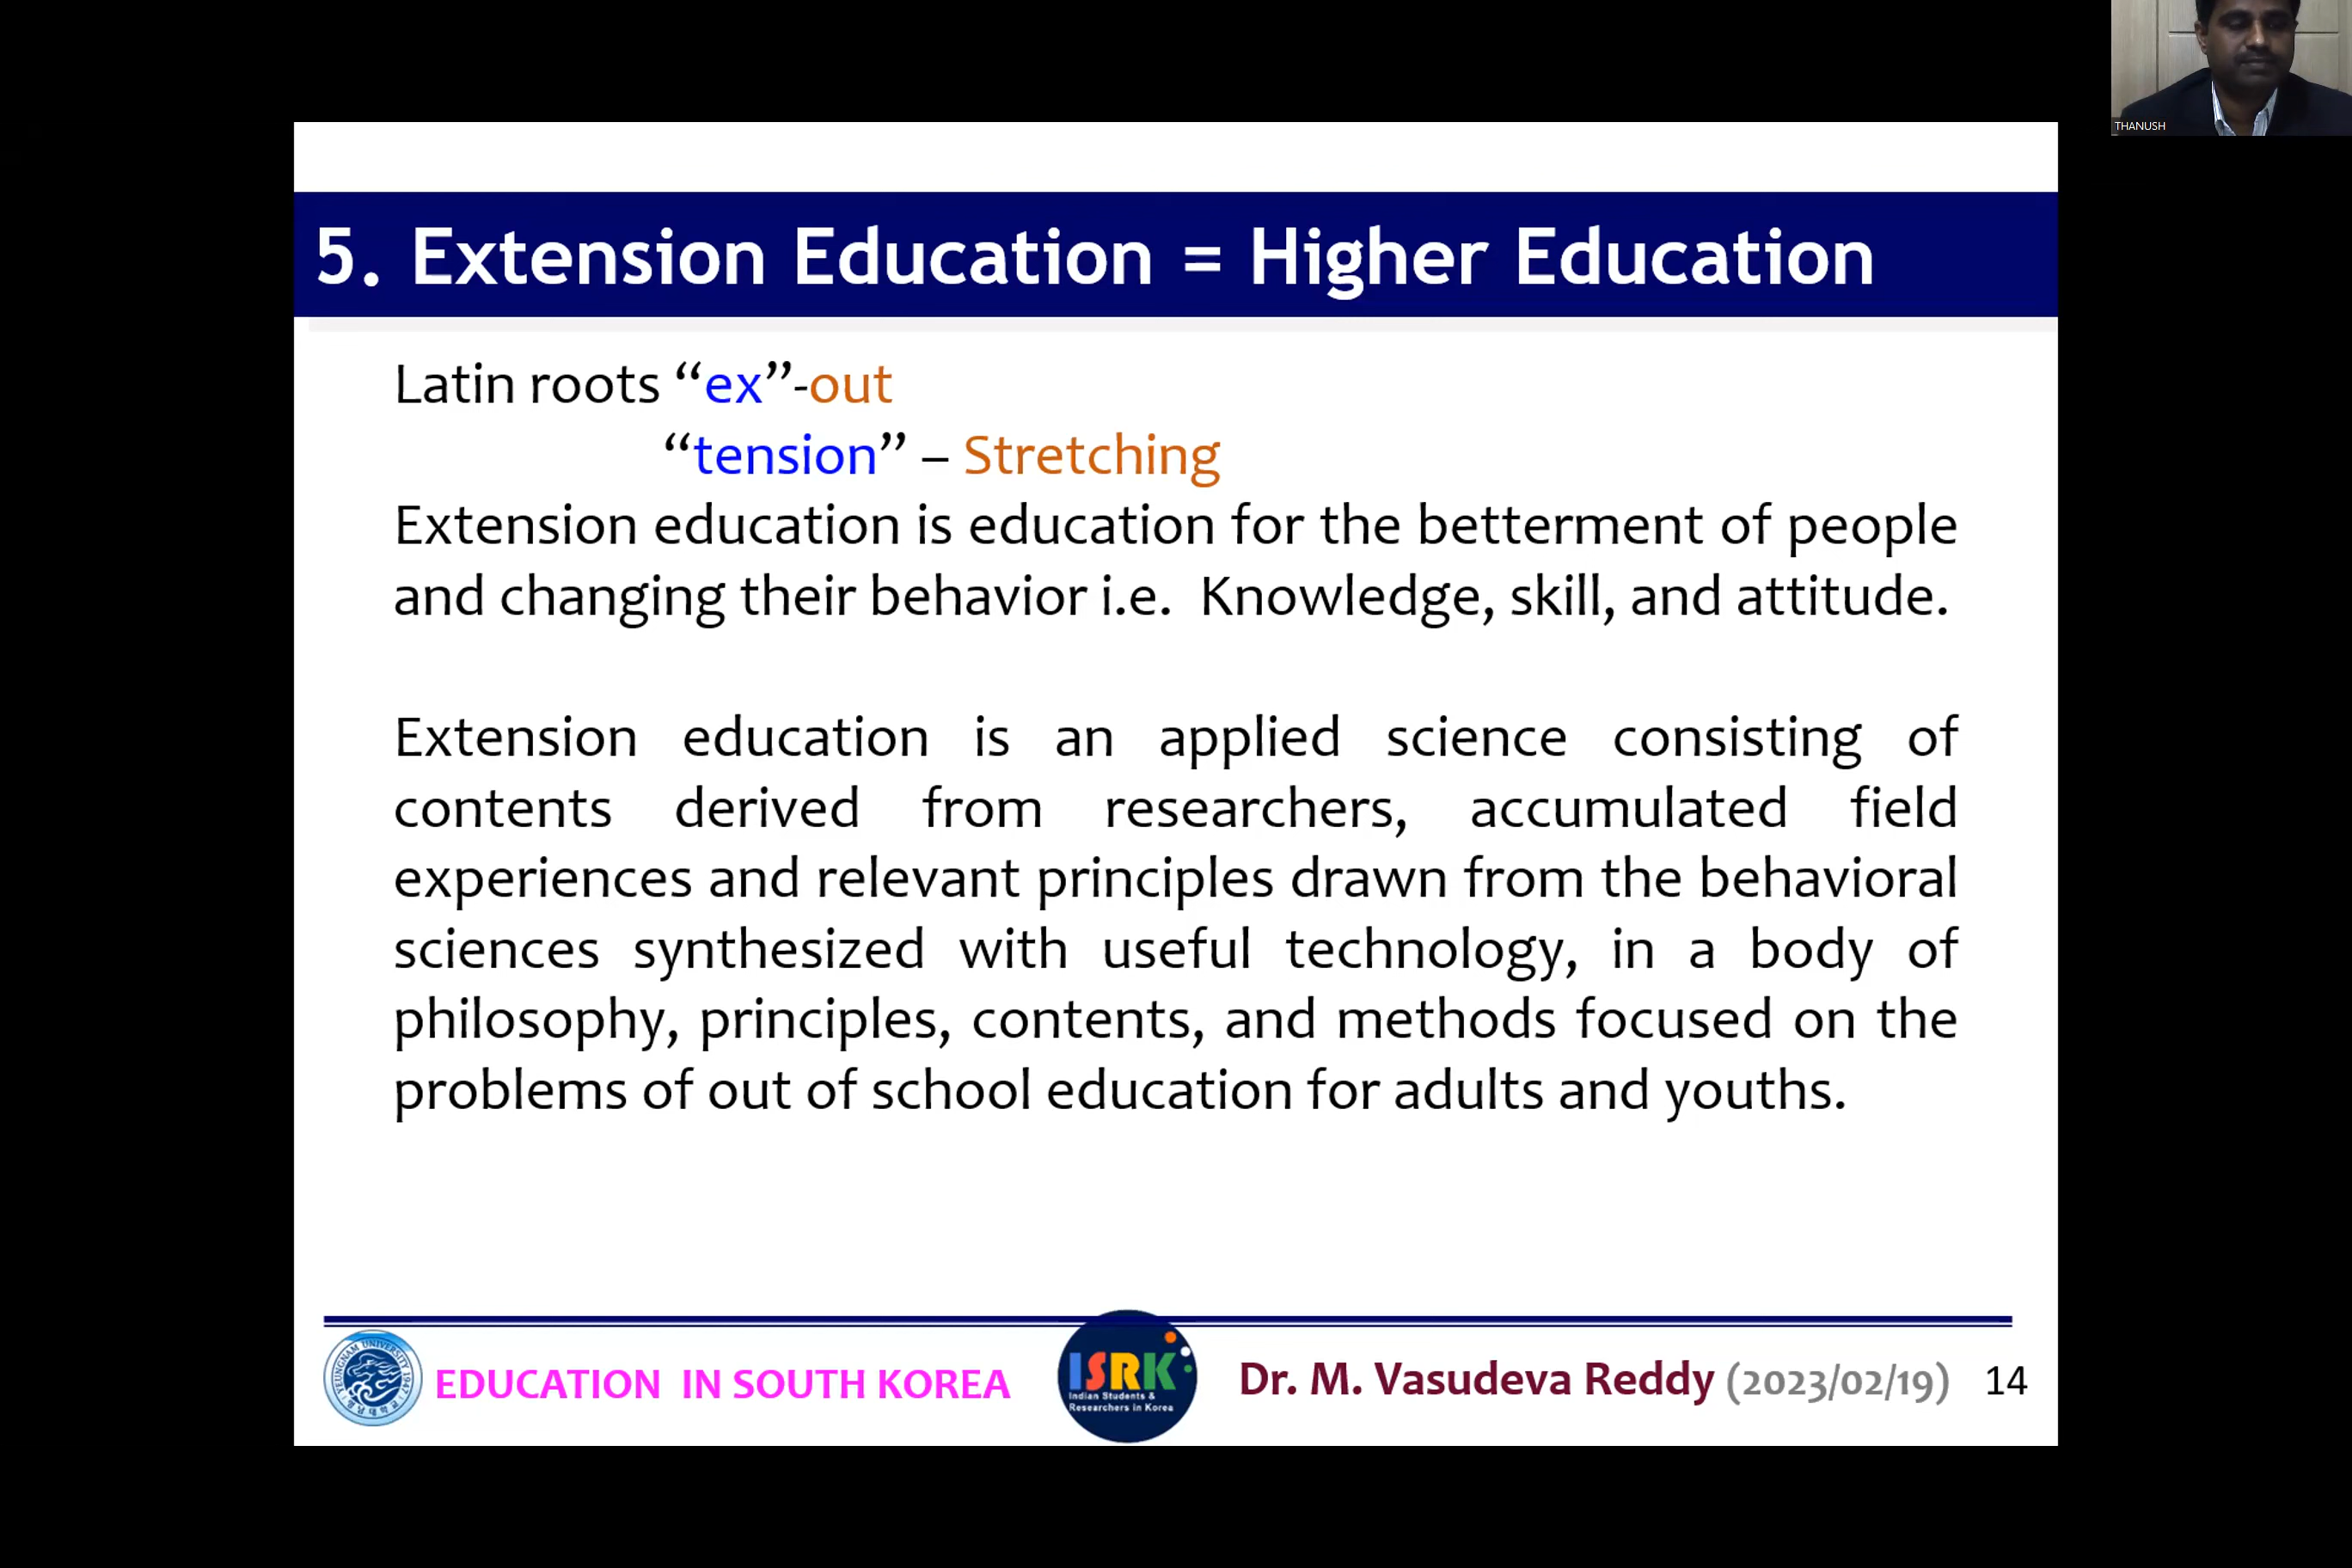 THANUSH
5. Extension Education = Higher Education
Latin roots “ex”-out
“tension” – Stretching
Extension education is education for the betterment of people
and changing their behavior i.e. Knowledge, skill, and attitude.
Extension education is an applied science consisting of
contents derived from researchers, accumulated field
experiences and relevant principles drawn from the behavioral
sciences synthesized with useful technology, in a body of
philosophy, principles, contents, and methods focused on the
problems of out of school education for adults and youths.
YEUNGNAM UNIVERSITY 1947
EDUCATION IN SOUTH KOREA
ISRK
Indian Students &
Researchers in Korea
Dr. M. Vasudeva Reddy (2023/02/19) 14